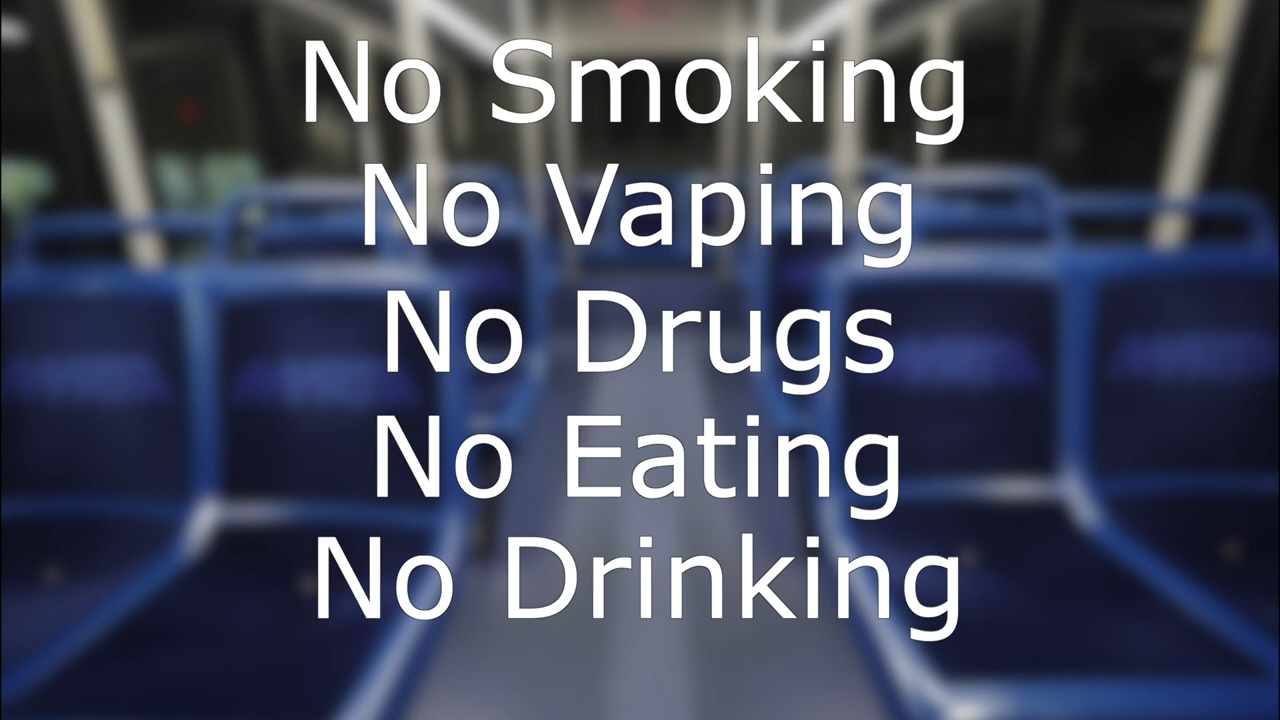 No Smoking
No Vaping
No Drugs
No Eating
No Drinking